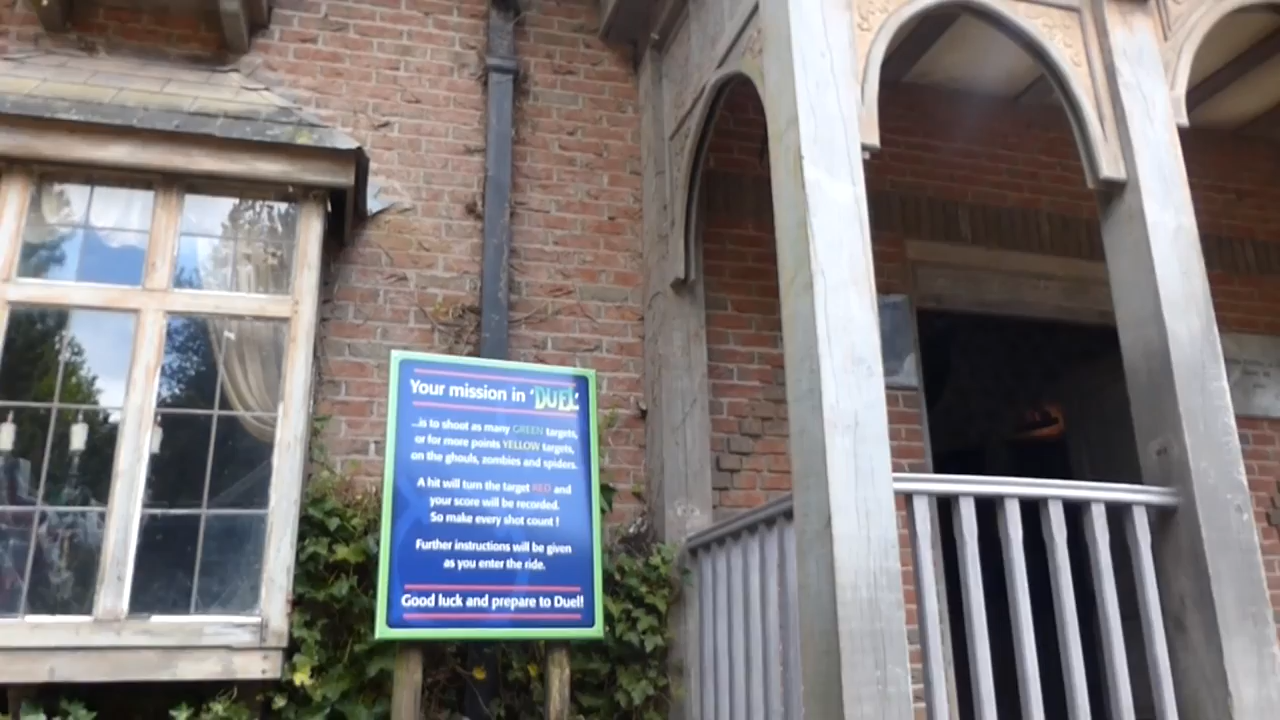 Your mission in 'DUEL'
...is to shoot as many GREEN targets,
or for more points YELLOW targets,
on the ghouls, zombies and spiders.
A hit will turn the target RED and
your score will be recorded.
So make every shot count !
Further instructions will be given
as you enter the ride.
Good luck and prepare to Duel!